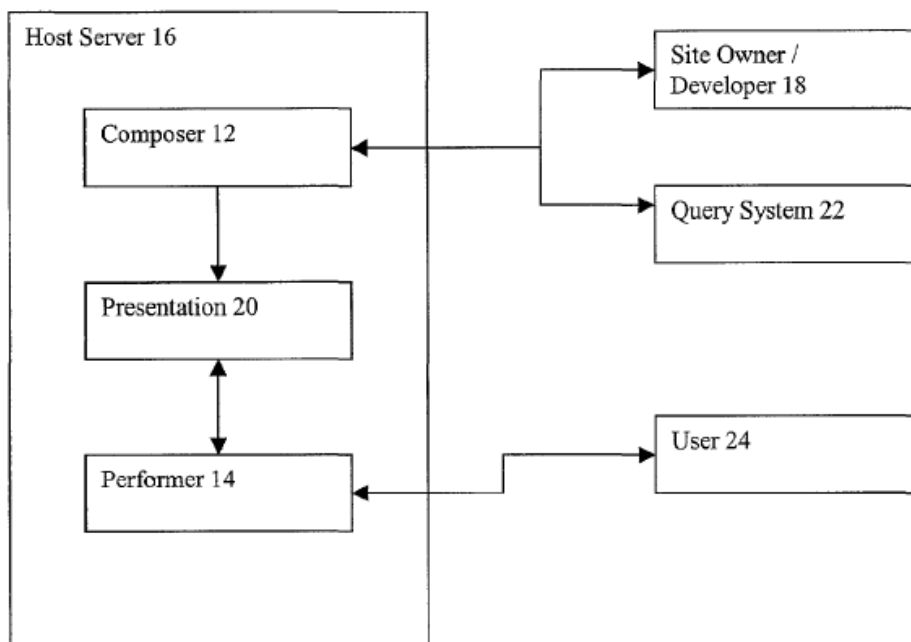 Host Server 16
Site Owner /
Developer 18
Composer 12
Query System 22
Presentation 20
User 24
Performer 14